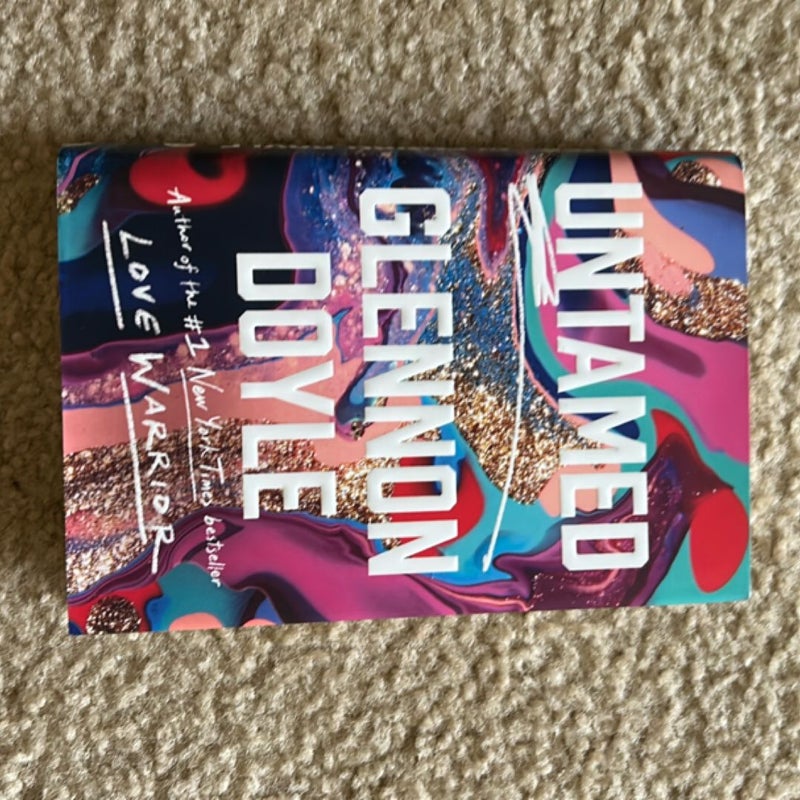 UNTAMED
GLENNON
DOYLE
Author of the #1 New York Times bestseller
LOVE WARRIOR